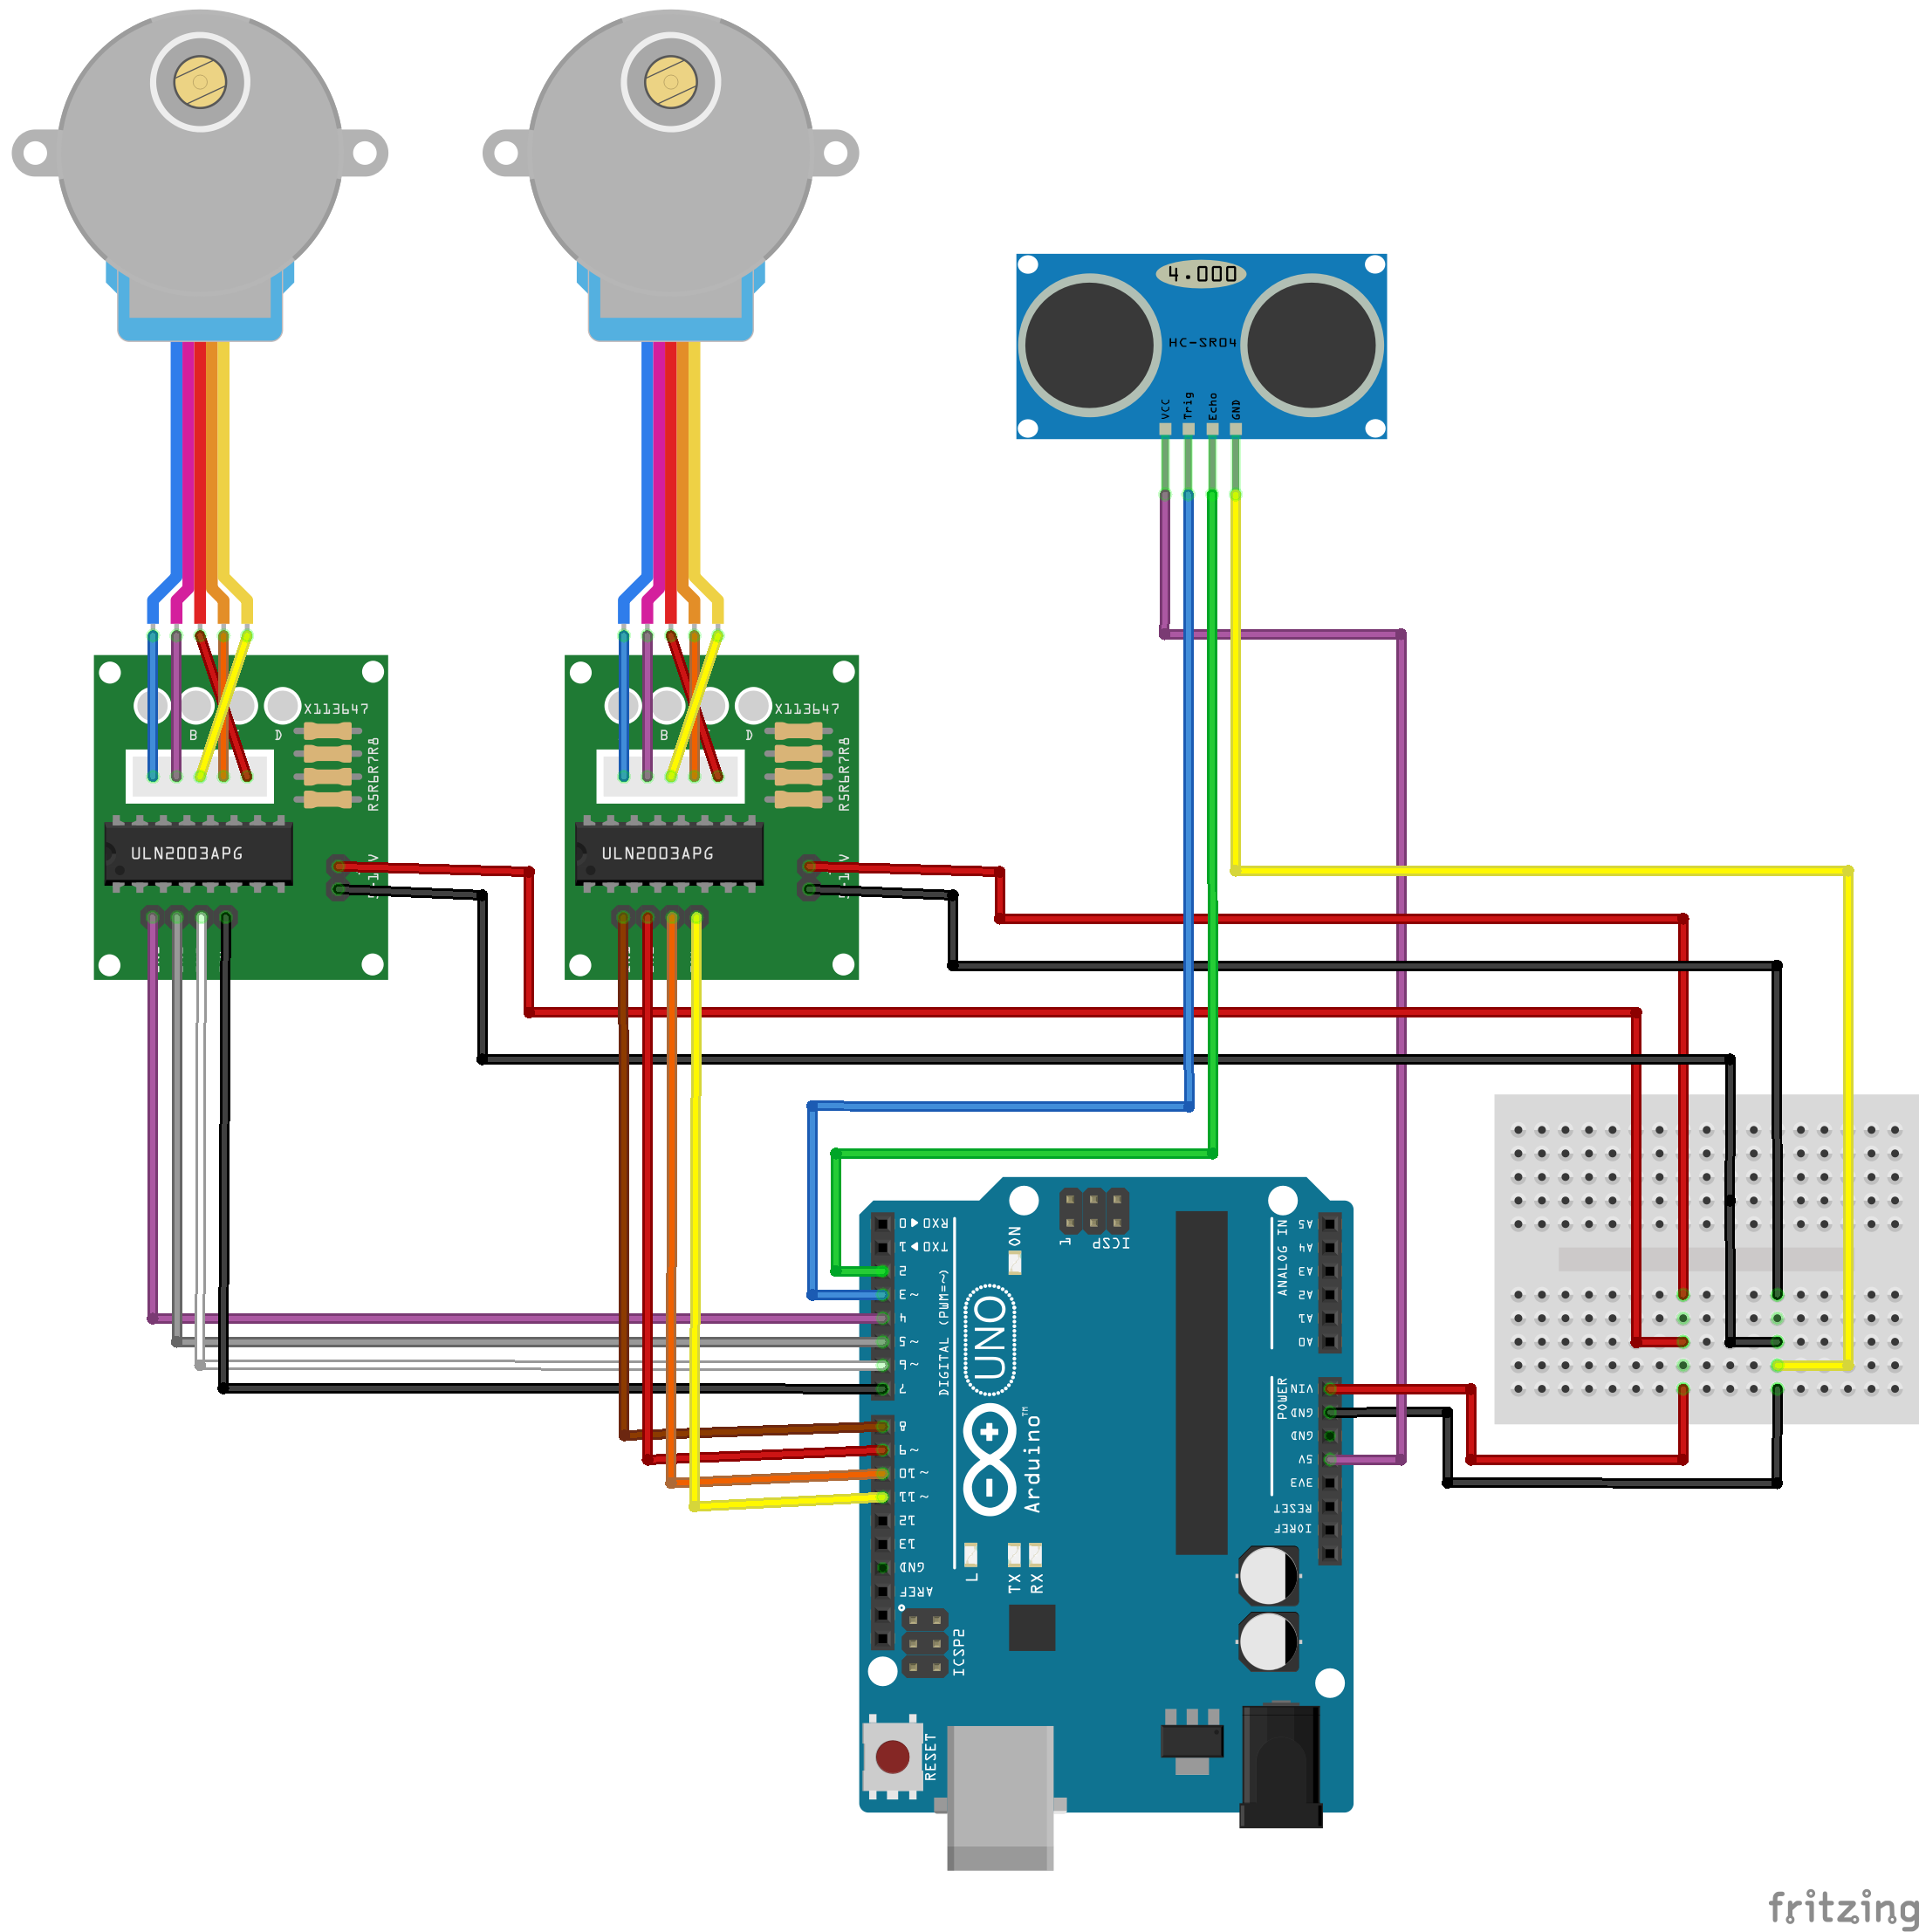 4.000
HC-SR04
VCC
Trig
Echo
GND
X113647
B
D
R5R6R7R8
ULN2003APG
X113647
B
D
R5R6R7R8
ULN2003APG
RX0◀0
TX0▶1
2
~3
4
~5
~6
7
8
~9
~10
~11
12
13
GND
AREF
DIGITAL (PWM=~)
ON
1
ICSP
UNO
Arduino
TM
L
TX
RX
ICSP2
RESET
ANALOG IN
A5
A4
A3
A2
A1
A0
POWER
VIN
GND
GND
5V
3V3
RESET
IOREF
fritzing